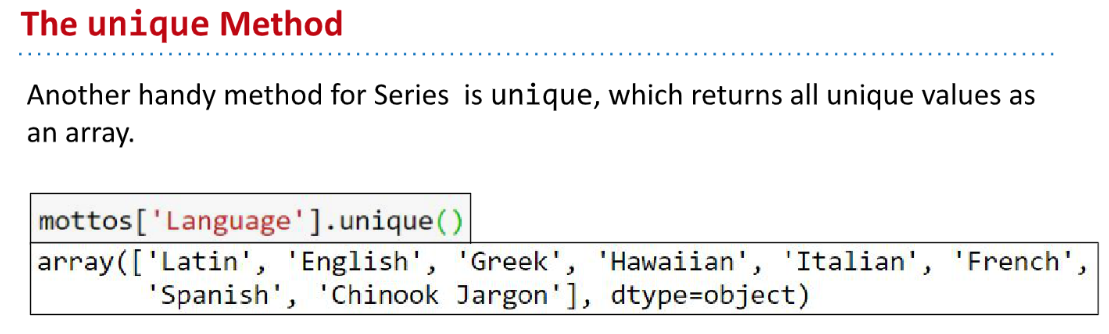 The unique Method
Another handy method for Series is unique, which returns all unique values as
an array.
mottos['Language'].unique()
array(['Latin', 'English', 'Greek', 'Hawaiian', 'Italian', 'French',
'Spanish', 'Chinook Jargon'], dtype=object)